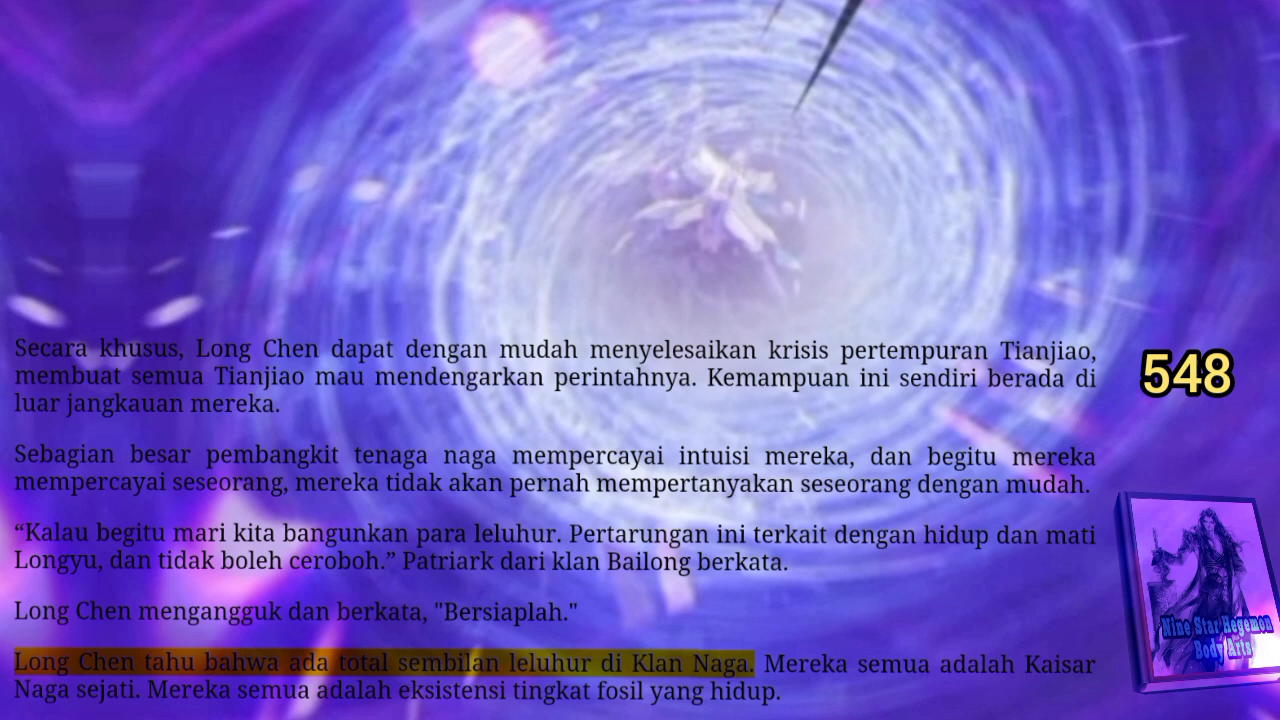 Secara khusus, Long Chen dapat dengan mudah menyelesaikan krisis pertempuran Tianjiao,
membuat semua Tianjiao mau mendengarkan perintahnya. Kemampuan ini sendiri berada di
luar jangkauan mereka.
Sebagian besar pembangkit tenaga naga mempercayai intuisi mereka, dan begitu mereka
mempercayai seseorang, mereka tidak akan pernah mempertanyakan seseorang dengan mudah.
“Kalau begitu mari kita bangunkan para leluhur. Pertarungan ini terkait dengan hidup dan mati
Longyu, dan tidak boleh ceroboh.” Patriark dari klan Bailong berkata.
Long Chen mengangguk dan berkata, "Bersiaplah."
Long Chen tahu bahwa ada total sembilan leluhur di Klan Naga. Mereka semua adalah Kaisar
Naga sejati. Mereka semua adalah eksistensi tingkat fosil yang hidup.
548
Nine Star Hegemon
Body Arts